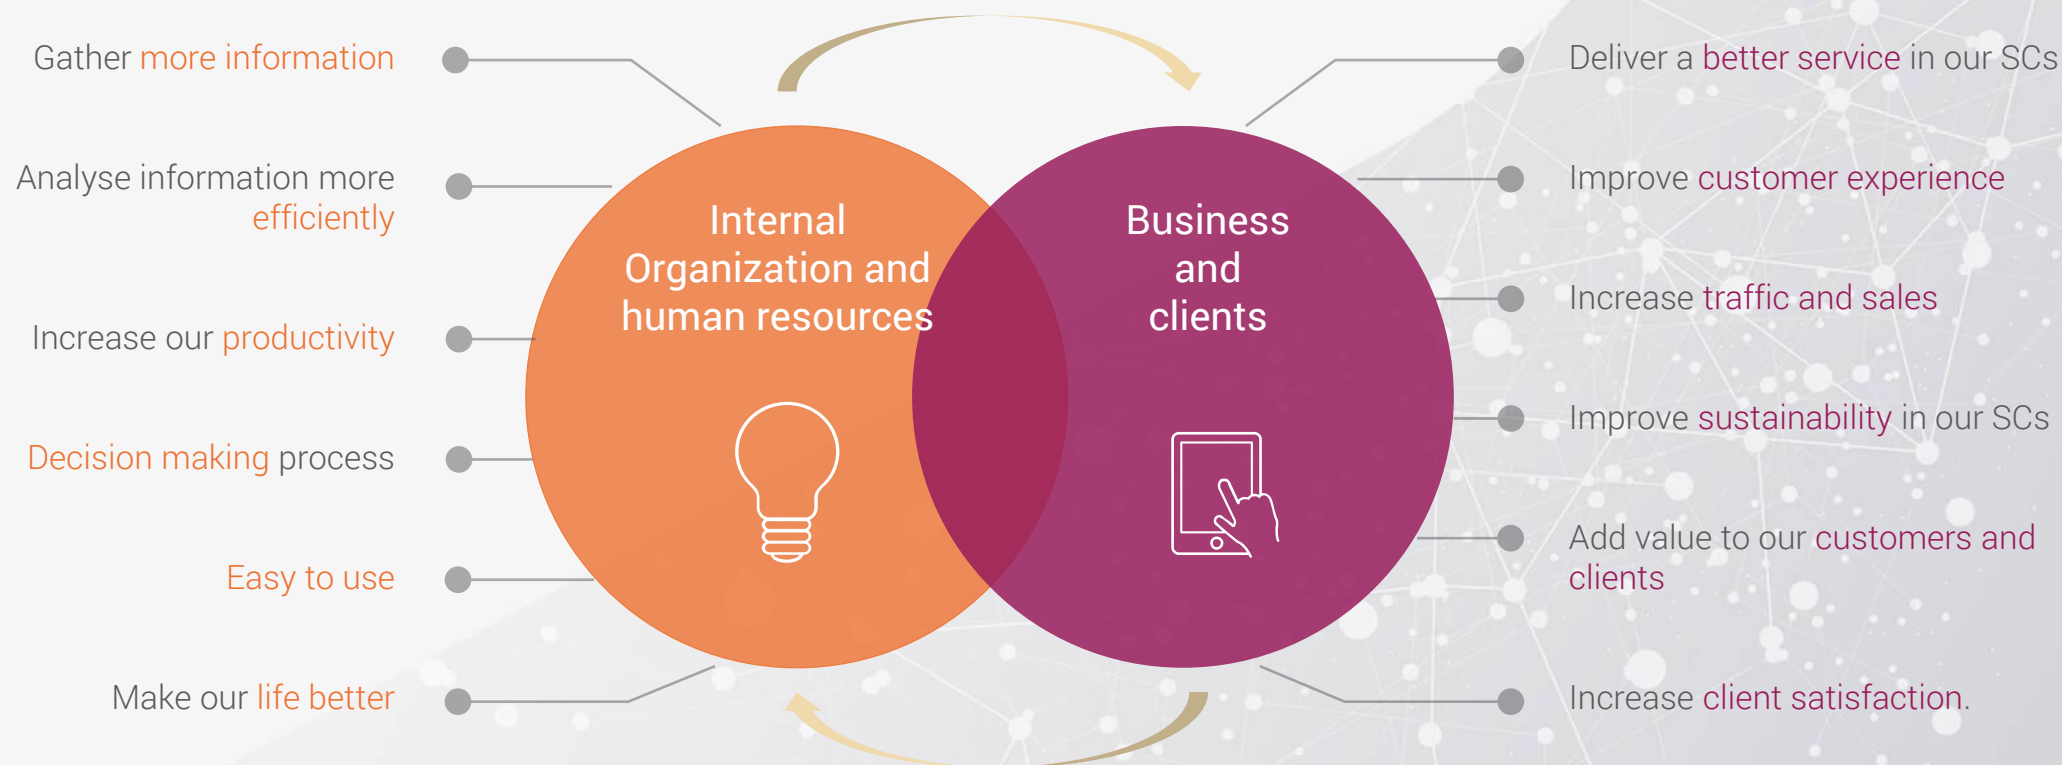 Gather more information
Analyse information more
efficiently
Increase our productivity
Decision making process
Easy to use
Make our life better
Internal
Organization and
human resources
Business
and
clients
Deliver a better service in our SCs
Improve customer experience
Increase traffic and sales
Improve sustainability in our SCs
Add value to our customers and
clients
Increase client satisfaction.